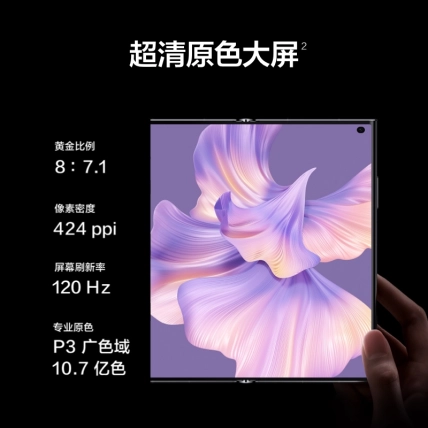 超清原色大屏2
黄金比例
8：7.1
像素密度
424 ppi
屏幕刷新率
120 Hz
专业原色
P3 广色域
10.7 亿色